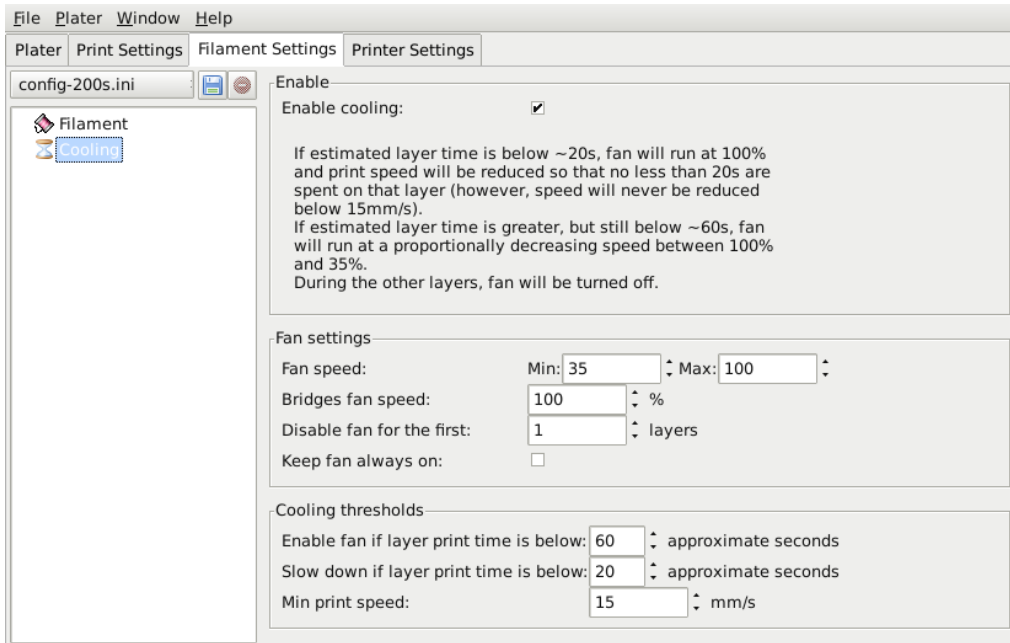 File Plater Window Help
Plater Print Settings Filament Settings Printer Settings
config-200s.ini
Filament
Cooling
Enable
Enable cooling:
If estimated layer time is below ~20s, fan will run at 100%
and print speed will be reduced so that no less than 20s are
spent on that layer (however, speed will never be reduced
below 15mm/s).
If estimated layer time is greater, but still below ~60s, fan
will run at a proportionally decreasing speed between 100%
and 35%.
During the other layers, fan will be turned off.
Fan settings
Fan speed: Min: 35 Max: 100
Bridges fan speed: 100 %
Disable fan for the first: 1 layers
Keep fan always on:
Cooling thresholds
Enable fan if layer print time is below: 60 approximate seconds
Slow down if layer print time is below: 20 approximate seconds
Min print speed: 15 mm/s